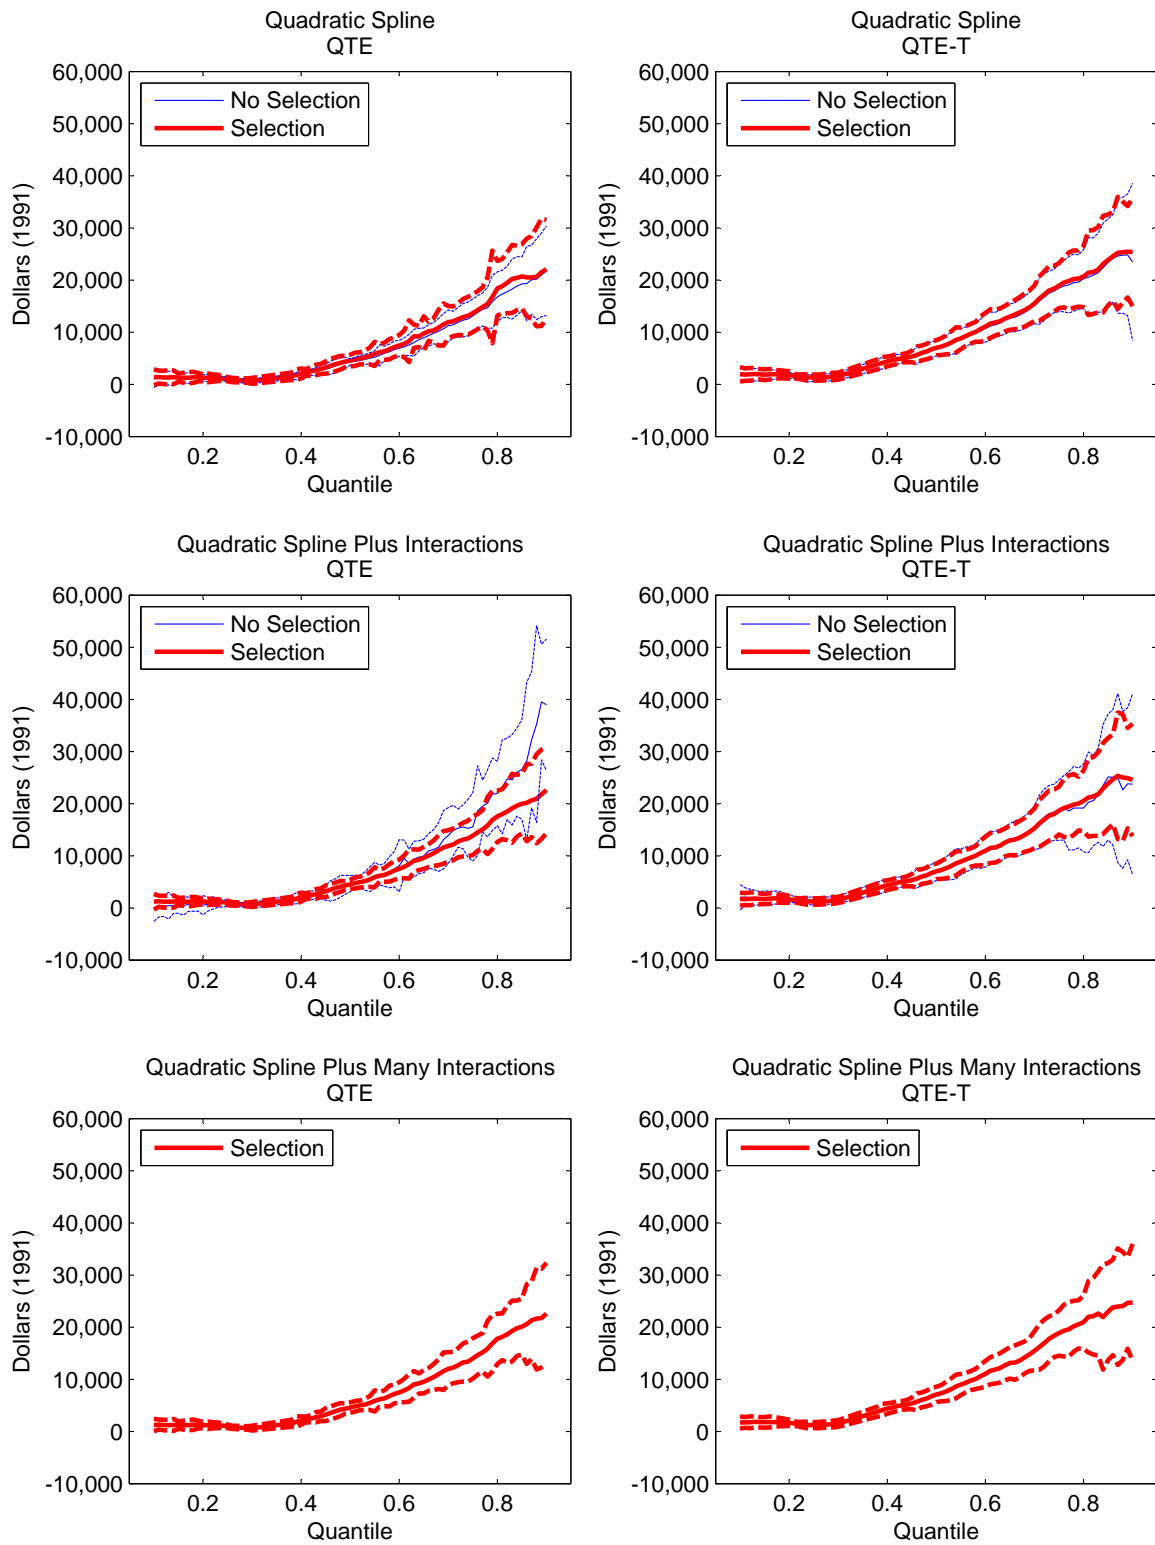 Quadratic Spline
QTE
60,000
50,000
40,000
30,000
20,000
10,000
0
-10,000
Dollars (1991)
No Selection
Selection
0.2
0.4
0.6
0.8
Quantile
Quadratic Spline
QTE-T
60,000
50,000
40,000
30,000
20,000
10,000
0
-10,000
Dollars (1991)
No Selection
Selection
0.2
0.4
0.6
0.8
Quantile
Quadratic Spline Plus Interactions
QTE
60,000
50,000
40,000
30,000
20,000
10,000
0
-10,000
Dollars (1991)
No Selection
Selection
0.2
0.4
0.6
0.8
Quantile
Quadratic Spline Plus Interactions
QTE-T
60,000
50,000
40,000
30,000
20,000
10,000
0
-10,000
Dollars (1991)
No Selection
Selection
0.2
0.4
0.6
0.8
Quantile
Quadratic Spline Plus Many Interactions
QTE
60,000
50,000
40,000
30,000
20,000
10,000
0
-10,000
Dollars (1991)
Selection
0.2
0.4
0.6
0.8
Quantile
Quadratic Spline Plus Many Interactions
QTE-T
60,000
50,000
40,000
30,000
20,000
10,000
0
-10,000
Dollars (1991)
Selection
0.2
0.4
0.6
0.8
Quantile